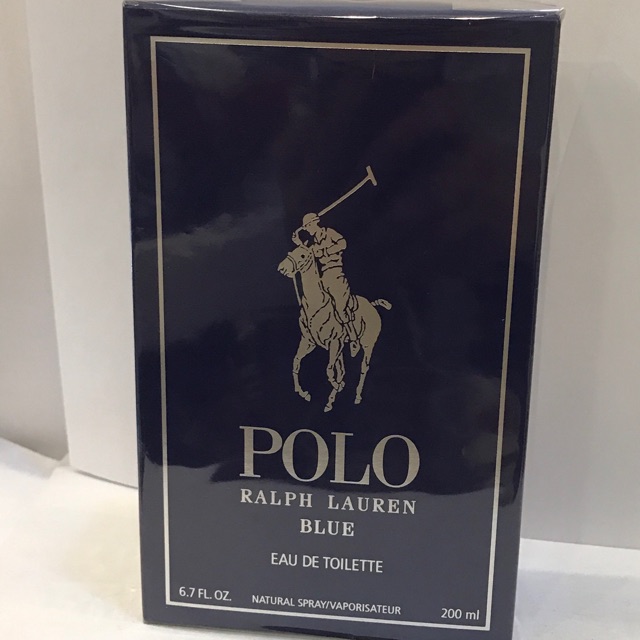 POLO
RALPH LAUREN
BLUE
EAU DE TOILETTE
6.7 FL. OZ. NATURAL SPRAY/VAPORISATEUR 200 ml